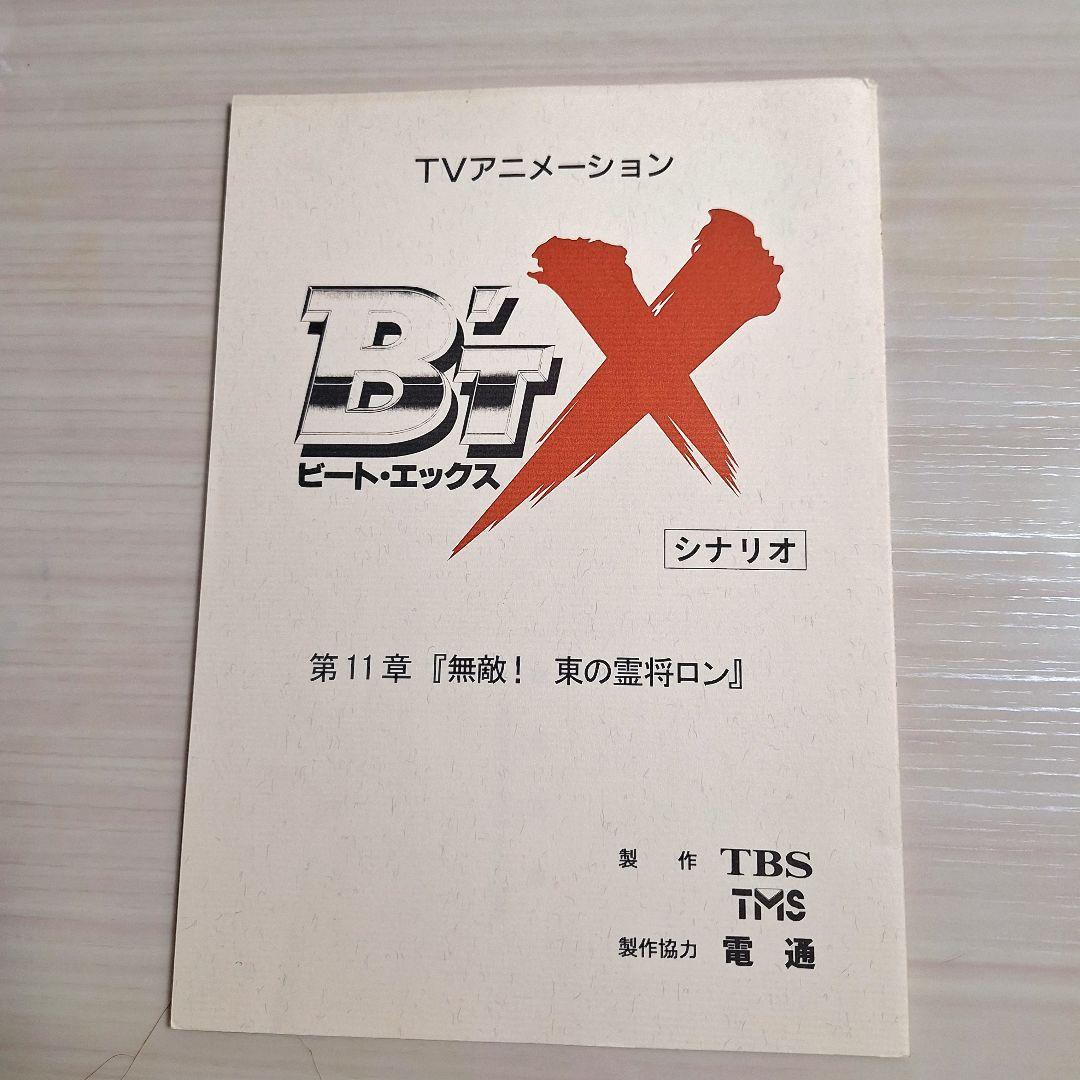 TVアニメーション
B'TX
ビート・エックス
シナリオ
第11章『無敵! 東の霊将ロン』
製 作 TBS
TMS
製作協力 電 通